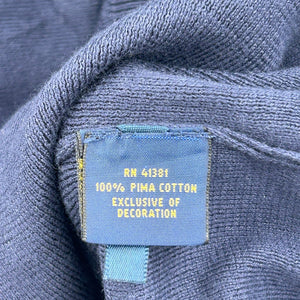 RN 41381
100% PIMA COTTON
EXCLUSIVE OF
DECORATION